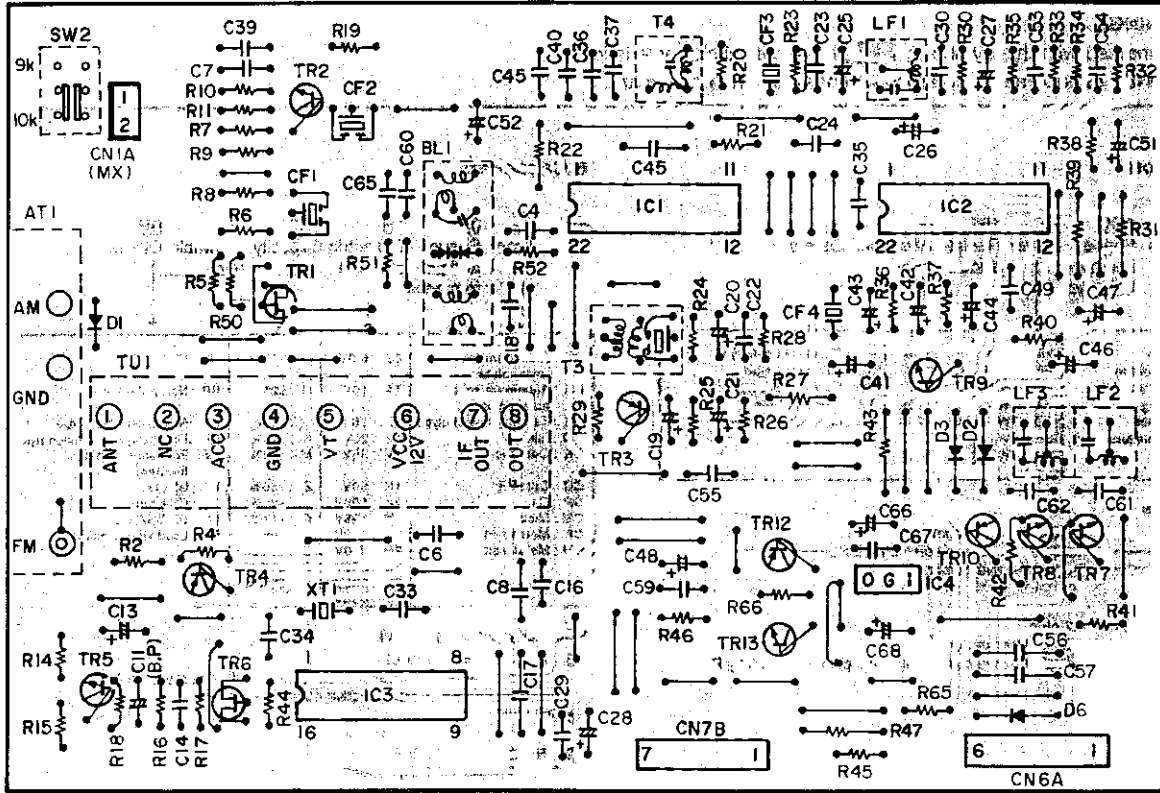 SW2
9k
10k
1
2
CN1A
(MX)
C39
C7
R10
R11
R7
R9
R8
R6
R19
TR2
CF2
CF1
C65
C60
BL1
C52
R22
C4
R52
R51
R5
R50
TR1
C18
C45
C40
C36
C37
T4
R20
CF3
R23
C23
C25
LF1
C30
R30
C27
R35
C53
R33
R34
C54
R32
R21
C24
C26
C35
C45
1
11
IC1
22
12
1
11
IC2
22
12
R38
C51
R39
R31
AT1
AM
GND
FM
D1
TU1
1
2
3
4
5
6
7
8
ANT
NC
ACC
GND
VT
VCC
12V
IF
OUT
F OUT
T3
R24
C20
C22
R28
CF4
C43
R36
C42
R37
C44
C49
C47
R40
C46
C41
TR9
R29
C19
R25
C21
R26
R27
R43
D3
D2
LF3
LF2
TR3
C55
C66
C62
C61
R2
R4
TR4
C6
C48
C59
R46
TR12
R66
TR13
C67
O G I
IC4
C68
TR10
R42
TR8
TR7
R41
C13
XT1
C33
C8
C16
R14
TR5
C11
(B.P)
TR6
C34
R44
8
IC3
16
9
C17
C56
C57
R15
R18
R16
C14
R17
C29
C28
CN7B
7
1
R65
R47
R45
D6
6
1
CN6A